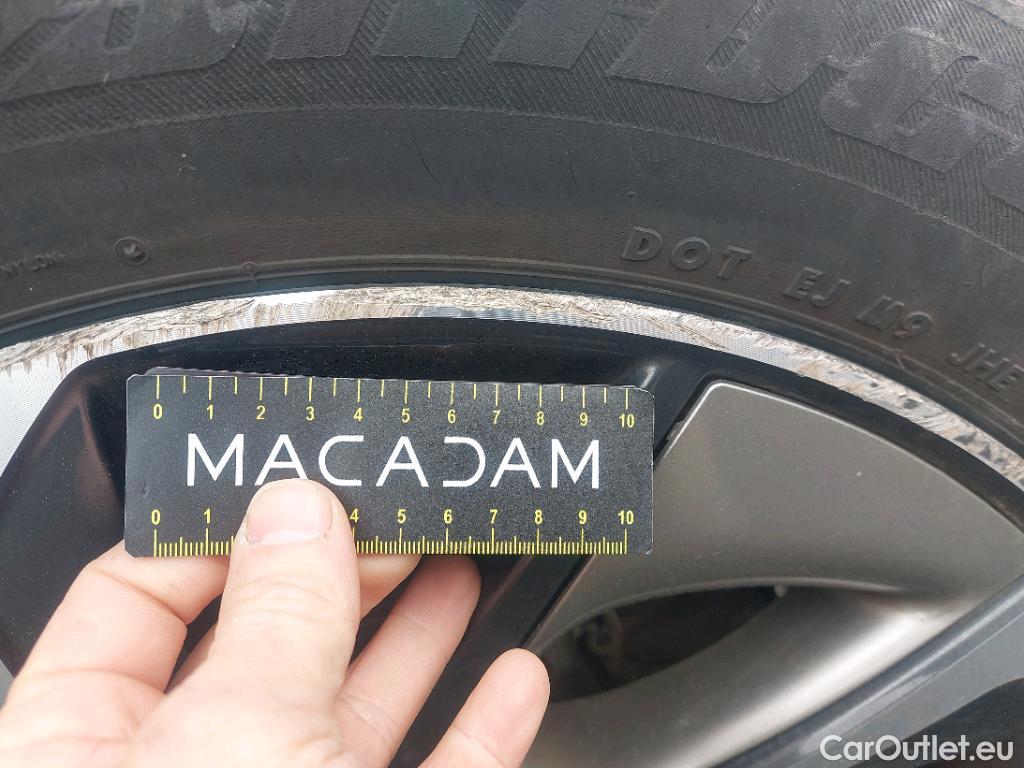 NYLON
DOT EJ M9 JHE
0 1 2 3 4 5 6 7 8 9 10
MACADAM
0 1 4 5 6 7 8 9 10
CarOutlet.eu